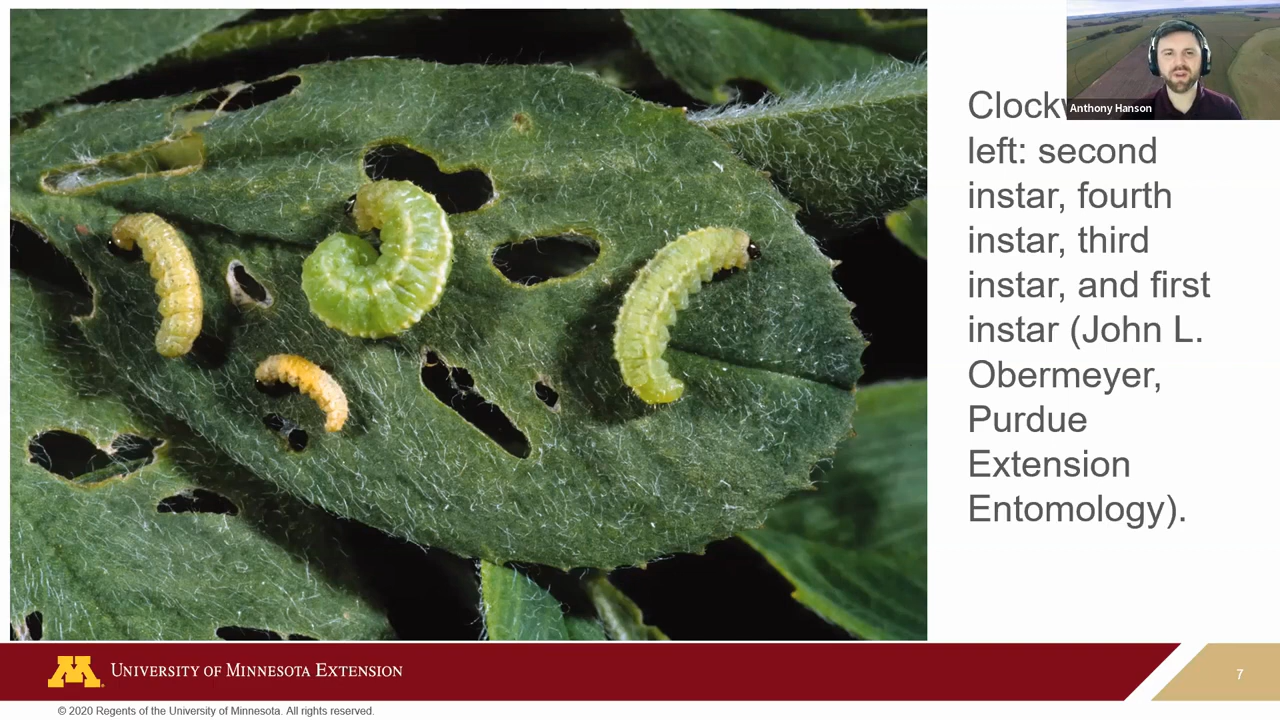 Anthony Hanson
left: second
instar, fourth
instar, third
instar, and first
instar (John L.
Obermeyer,
Purdue
Extension
Entomology).
UNIVERSITY OF MINNESOTA EXTENSION
7
© 2020 Regents of the University of Minnesota. All rights reserved.